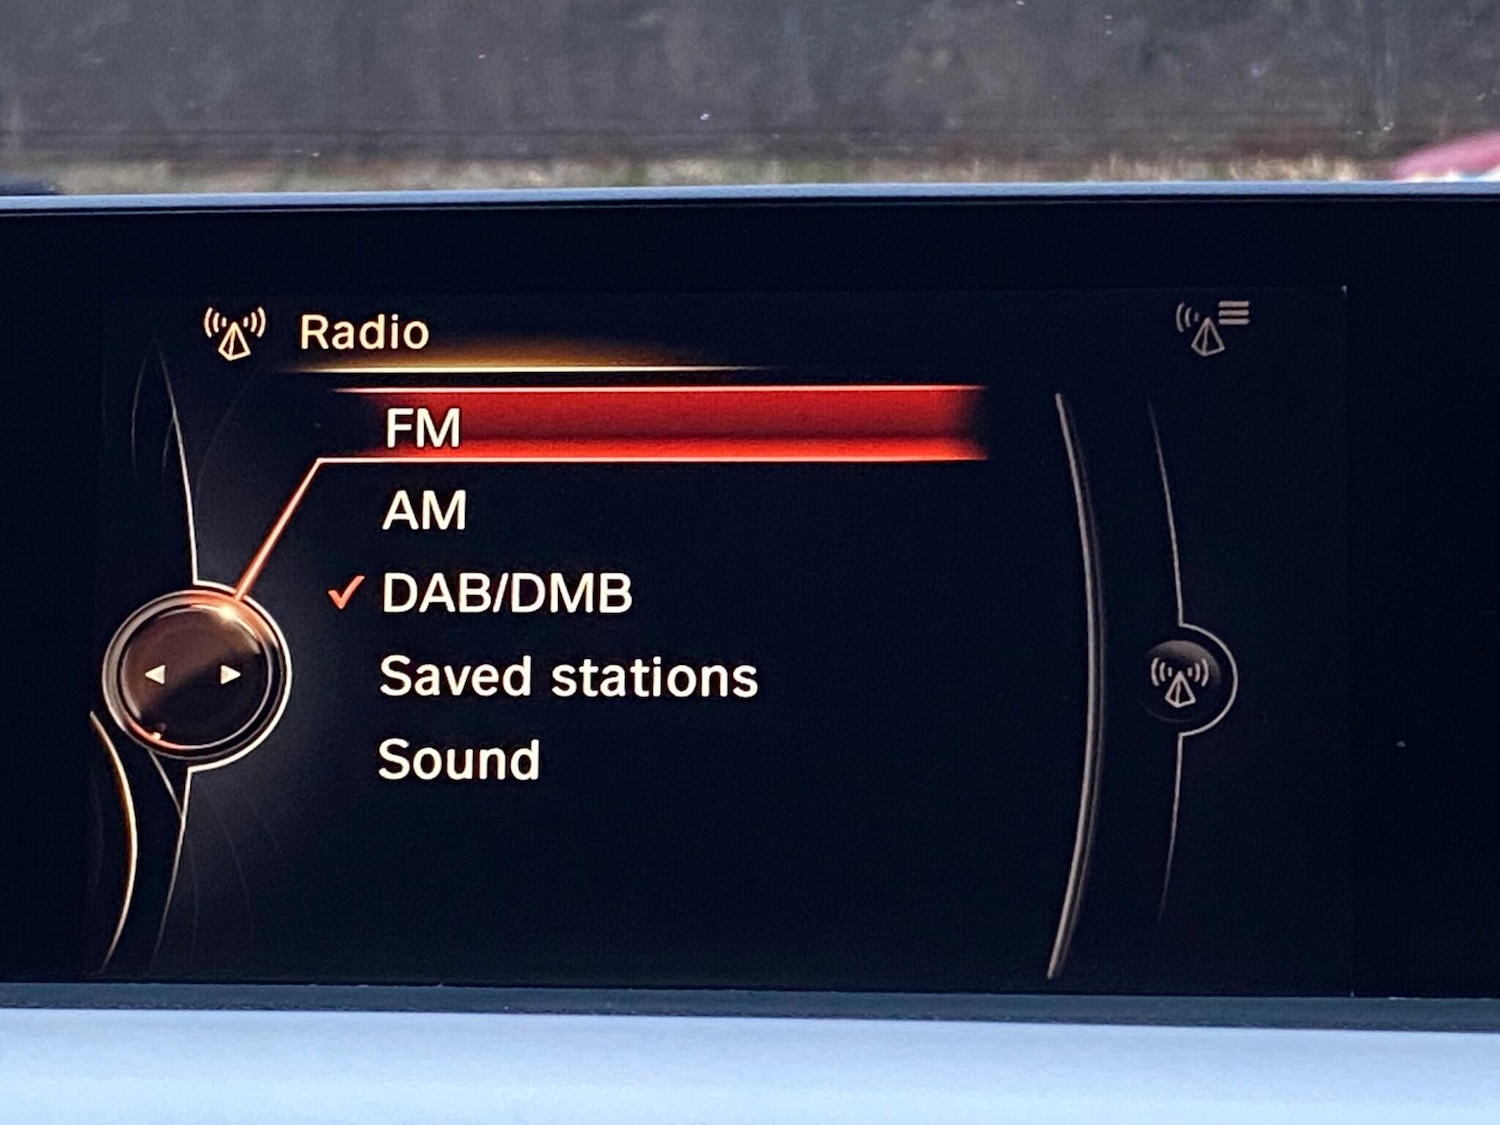 Radio
FM
AM
DAB/DMB
Saved stations
Sound